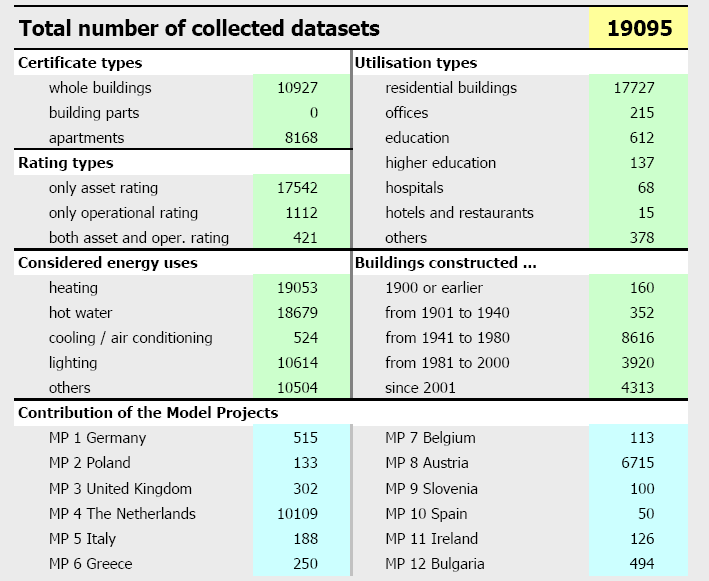 Total number of collected datasets 19095
Certificate types
whole buildings 10927
building parts 0
apartments 8168
Rating types
only asset rating 17542
only operational rating 1112
both asset and oper. rating 421
Considered energy uses
heating 19053
hot water 18679
cooling / air conditioning 524
lighting 10614
others 10504
Utilisation types
residential buildings 17727
offices 215
education 612
higher education 137
hospitals 68
hotels and restaurants 15
others 378
Buildings constructed ...
1900 or earlier 160
from 1901 to 1940 352
from 1941 to 1980 8616
from 1981 to 2000 3920
since 2001 4313
Contribution of the Model Projects
MP 1 Germany 515
MP 2 Poland 133
MP 3 United Kingdom 302
MP 4 The Netherlands 10109
MP 5 Italy 188
MP 6 Greece 250
MP 7 Belgium 113
MP 8 Austria 6715
MP 9 Slovenia 100
MP 10 Spain 50
MP 11 Ireland 126
MP 12 Bulgaria 494